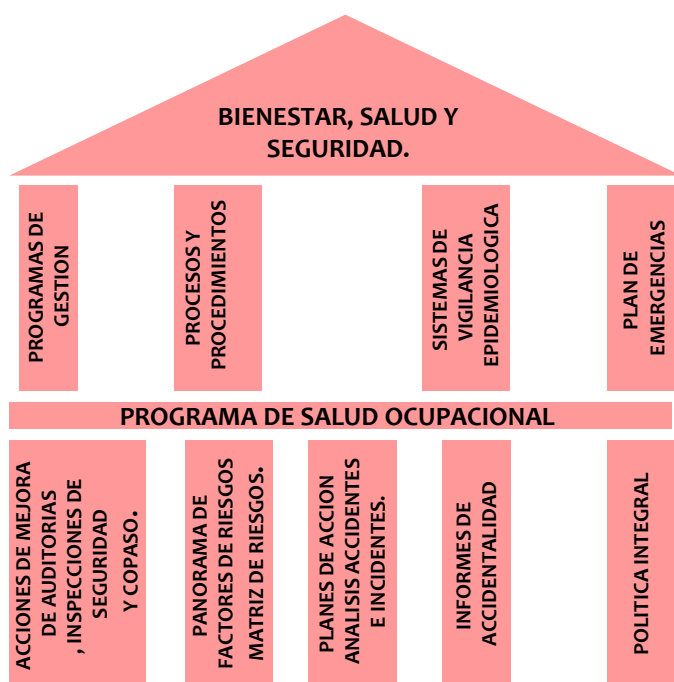 BIENESTAR, SALUD Y
SEGURIDAD.
PROGRAMAS DE
GESTION
PROCESOS Y
PROCEDIMIENTOS
SISTEMAS DE
VIGILANCIA
EPIDEMIOLOGICA
PLAN DE
EMERGENCIAS
PROGRAMA DE SALUD OCUPACIONAL
ACCIONES DE MEJORA
DE AUDITORIAS
, INSPECCIONES DE
SEGURIDAD
Y COPASO.
PANORAMA DE
FACTORES DE RIESGOS
MATRIZ DE RIESGOS.
PLANES DE ACCION
ANALISIS ACCIDENTES
E INCIDENTES.
INFORMES DE
ACCIDENTALIDAD
POLITICA INTEGRAL